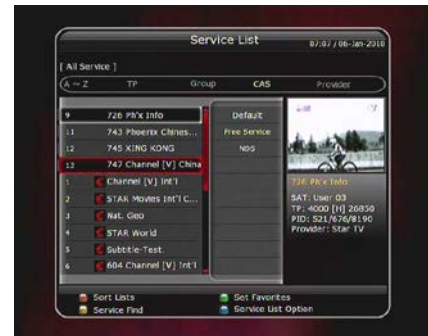 Service List
07:07 / 06-Jan-2010
[ All Service ]
A ~ Z TP Group CAS Provider
9 726 Ph'x Info
11 743 Phoenix Chines...
12 745 XING KONG
13 747 Channel [V] China
1 Channel [V] Int'l
2 STAR Movies Int'l C...
3 Nat. Geo
4 STAR World
5 Subtitle-Test.
6 604 Channel [V] Int'l
Default
Free Service
NDS
726 Ph'x Info
SAT: User 03
TP: 4000 [H] 26850
PID: 521/676/8190
Provider: Star TV
Sort Lists
Set Favorites
Service Find
Service List Option